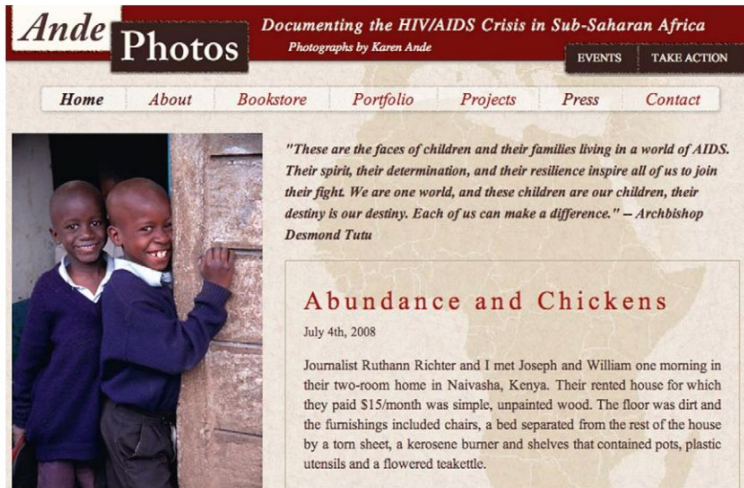 Ande
Photos
Documenting the HIV/AIDS Crisis in Sub-Saharan Africa
Photographs by Karen Ande
EVENTS
TAKE ACTION
Home
About
Bookstore
Portfolio
Projects
Press
Contact
"These are the faces of children and their families living in a world of AIDS.
Their spirit, their determination, and their resilience inspire all of us to join
their fight. We are one world, and these children are our children, their
destiny is our destiny. Each of us can make a difference." -- Archbishop
Desmond Tutu
Abundance and Chickens
July 4th, 2008
Journalist Ruthann Richter and I met Joseph and William one morning in
their two-room home in Naivasha, Kenya. Their rented house for which
they paid $15/month was simple, unpainted wood. The floor was dirt and
the furnishings included chairs, a bed separated from the rest of the house
by a torn sheet, a kerosene burner and shelves that contained pots, plastic
utensils and a flowered teakettle.